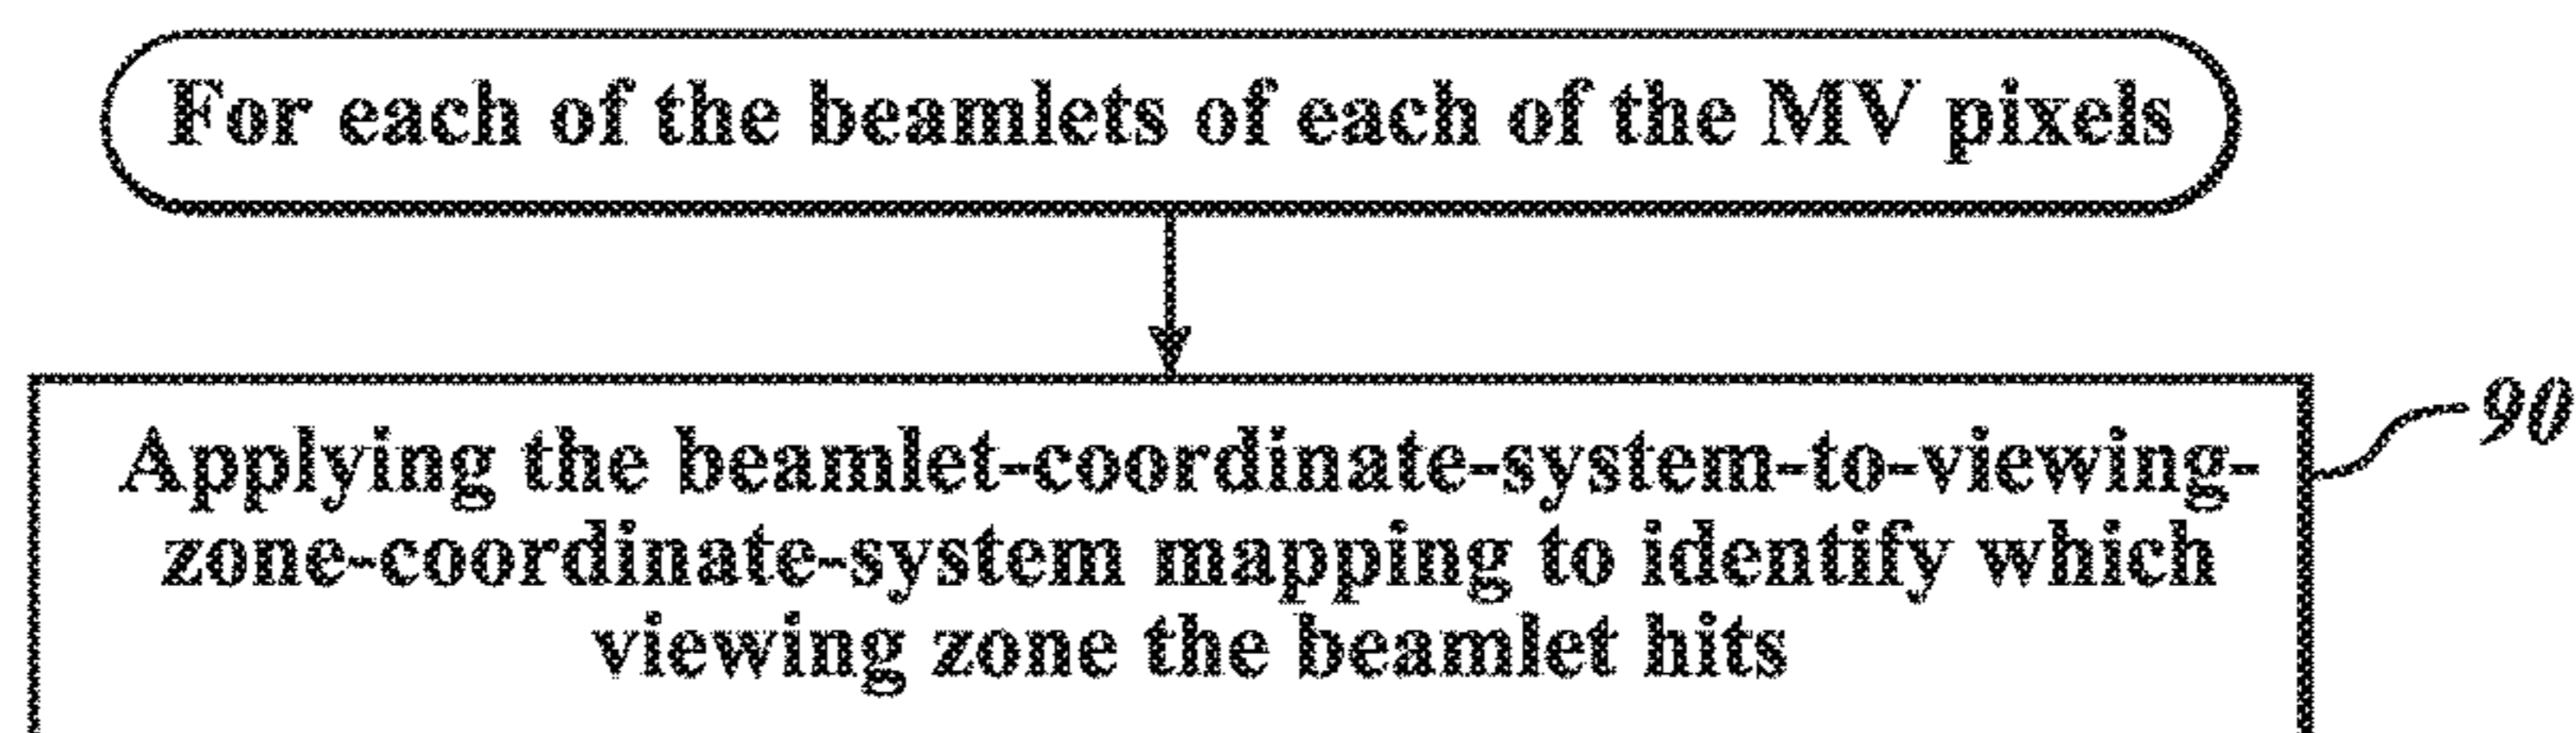 For each of the beamlets of each of the MV pixels
90
Applying the beamlet-coordinate-system-to-viewing-
zone-coordinate-system mapping to identify which
viewing zone the beamlet hits